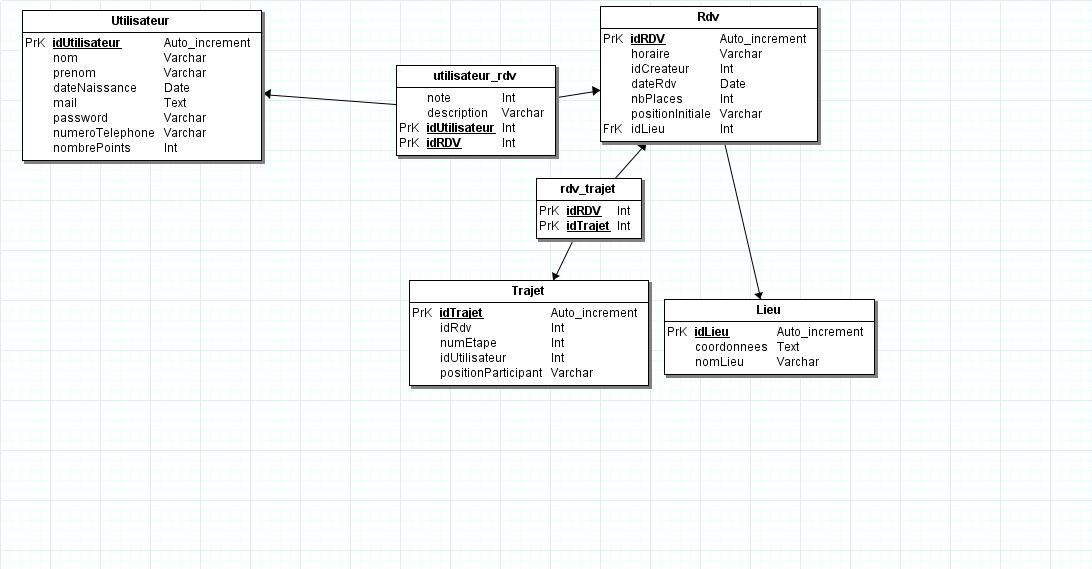 Utilisateur
PrK idUtilisateur Auto_increment
nom Varchar
prenom Varchar
dateNaissance Date
mail Text
password Varchar
numeroTelephone Varchar
nombrePoints Int
utilisateur_rdv
note Int
description Varchar
PrK idUtilisateur Int
PrK idRDV Int
Rdv
PrK idRDV Auto_increment
horaire Varchar
idCreateur Int
dateRdv Date
nbPlaces Int
positionInitiale Varchar
FrK idLieu Int
rdv_trajet
PrK idRDV Int
PrK idTrajet Int
Trajet
PrK idTrajet Auto_increment
idRdv Int
numEtape Int
idUtilisateur Int
positionParticipant Varchar
Lieu
PrK idLieu Auto_increment
coordonnees Text
nomLieu Varchar